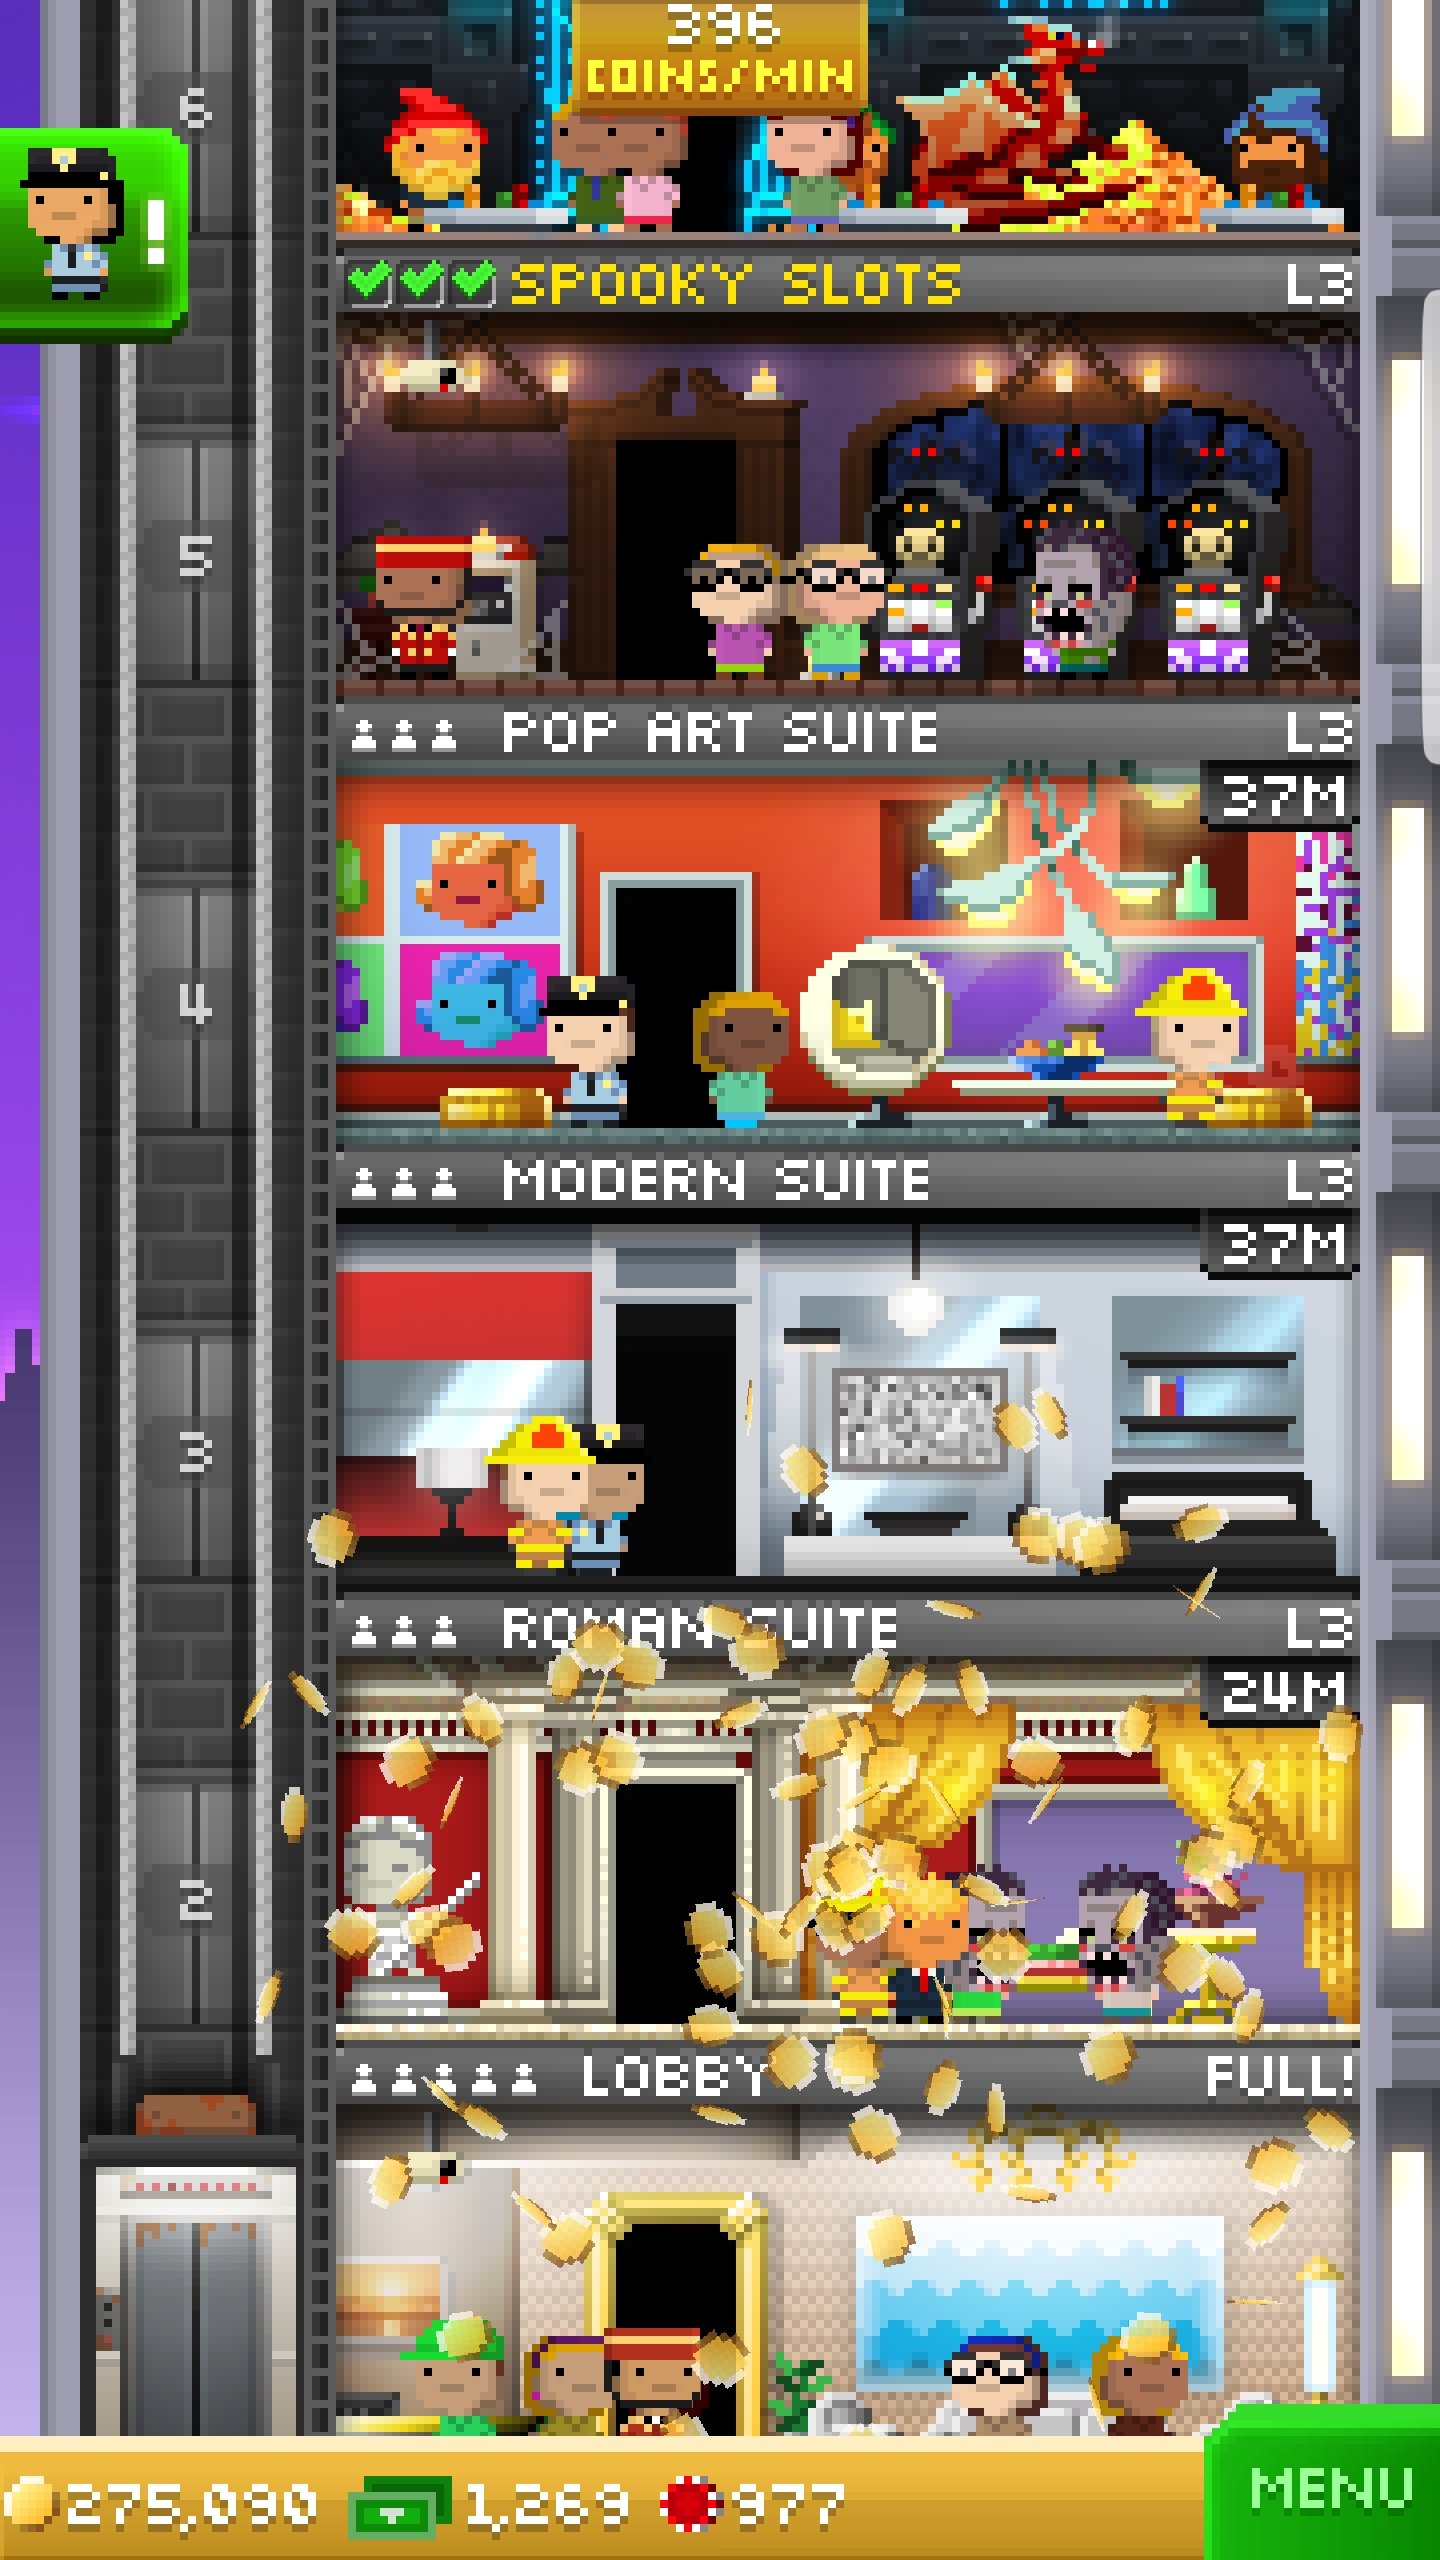 396
COINS/MIN
6
!
SPOOKY SLOTS L3
5
POP ART SUITE L3
37M
4
MODERN SUITE L3
37M
3
ROMAN SUITE L3
24M
2
LOBBY FULL!
275,090 1,269 977
MENU